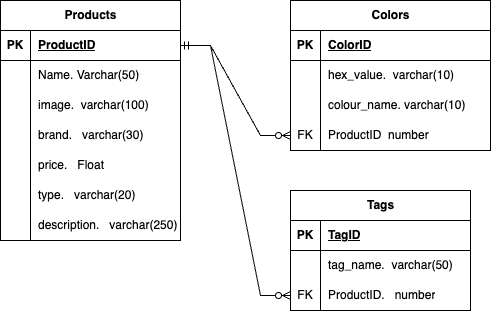 Products
PK ProductID
Name. Varchar(50)
image. varchar(100)
brand. varchar(30)
price. Float
type. varchar(20)
description. varchar(250)
Colors
PK ColorID
hex_value. varchar(10)
colour_name. varchar(10)
FK ProductID number
Tags
PK TagID
tag_name. varchar(50)
FK ProductID. number